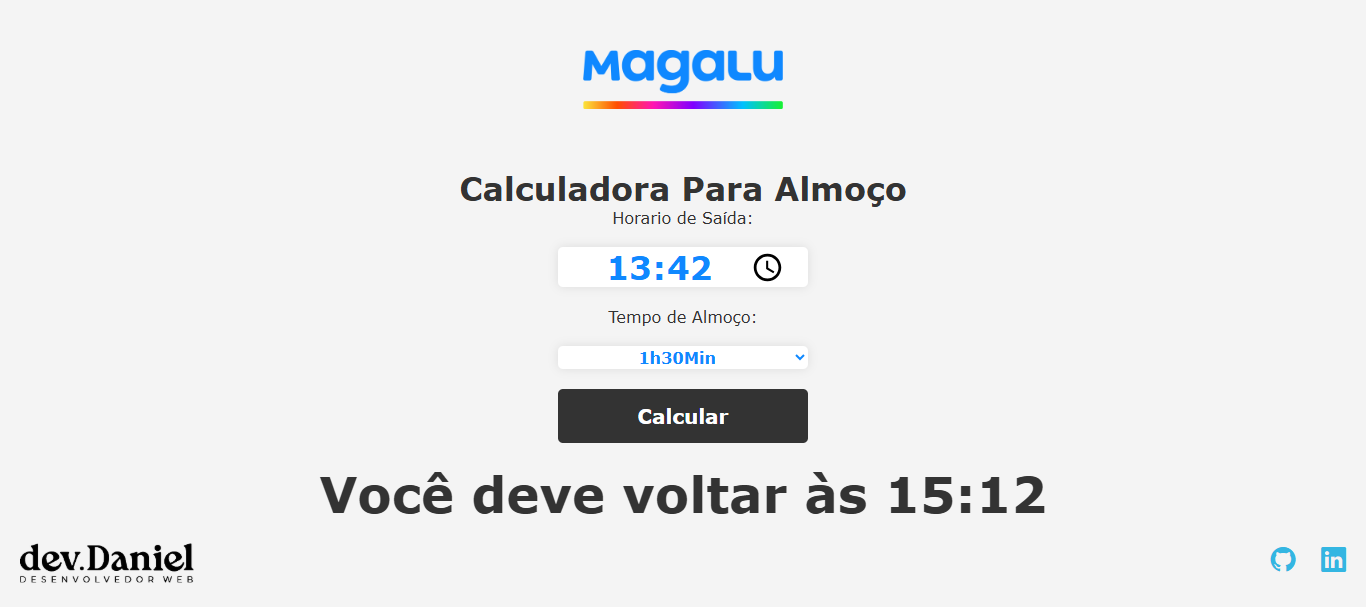 Magalu
Calculadora Para Almoço
Horario de Saída:
13:42
Tempo de Almoço:
1h30Min
Calcular
Você deve voltar às 15:12
dev.Daniel
DESENVOLVEDOR WEB
in